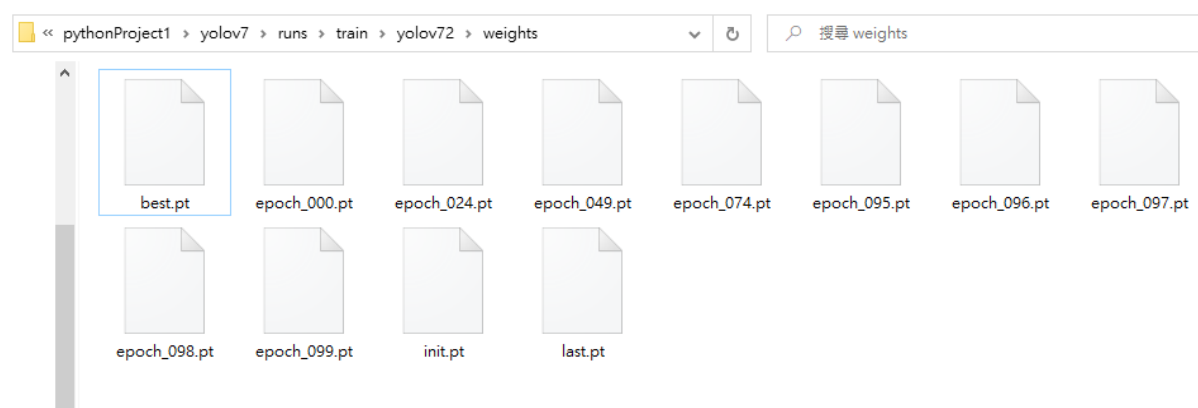 « pythonProject1 > yolov7 > runs > train > yolov72 > weights
搜尋 weights
best.pt epoch_000.pt epoch_024.pt epoch_049.pt epoch_074.pt epoch_095.pt epoch_096.pt epoch_097.pt
epoch_098.pt epoch_099.pt init.pt last.pt